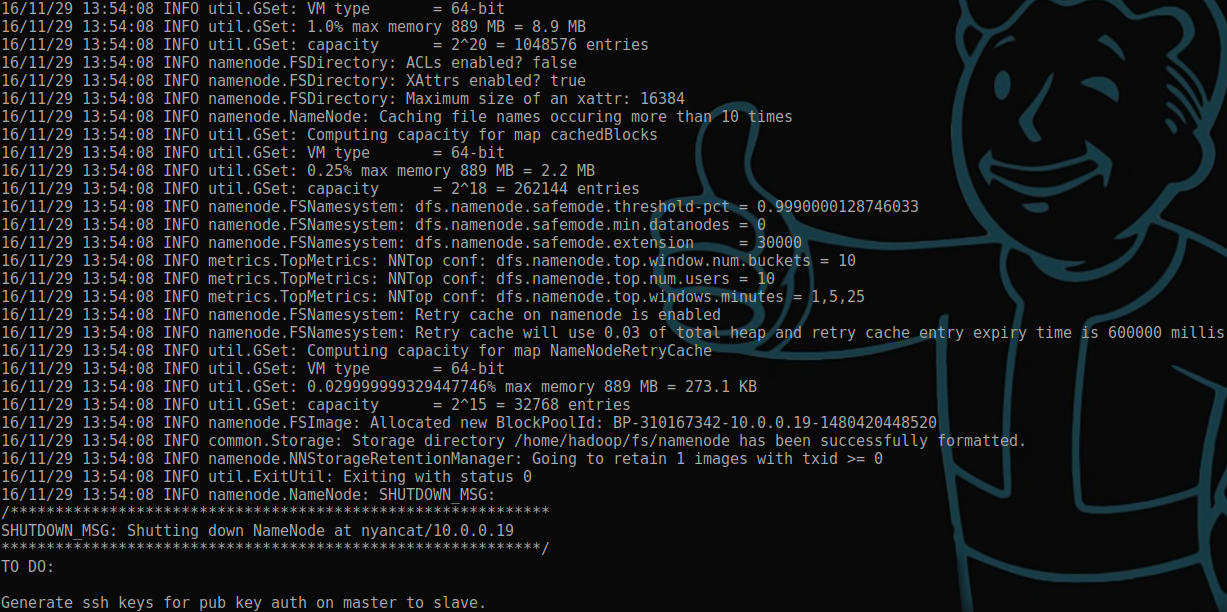 16/11/29 13:54:08 INFO util.GSet: VM type       = 64-bit
16/11/29 13:54:08 INFO util.GSet: 1.0% max memory 889 MB = 8.9 MB
16/11/29 13:54:08 INFO util.GSet: capacity      = 2^20 = 1048576 entries
16/11/29 13:54:08 INFO namenode.FSDirectory: ACLs enabled? false
16/11/29 13:54:08 INFO namenode.FSDirectory: XAttrs enabled? true
16/11/29 13:54:08 INFO namenode.FSDirectory: Maximum size of an xattr: 16384
16/11/29 13:54:08 INFO namenode.NameNode: Caching file names occuring more than 10 times
16/11/29 13:54:08 INFO util.GSet: Computing capacity for map cachedBlocks
16/11/29 13:54:08 INFO util.GSet: VM type       = 64-bit
16/11/29 13:54:08 INFO util.GSet: 0.25% max memory 889 MB = 2.2 MB
16/11/29 13:54:08 INFO util.GSet: capacity      = 2^18 = 262144 entries
16/11/29 13:54:08 INFO namenode.FSNamesystem: dfs.namenode.safemode.threshold-pct = 0.9990000128746033
16/11/29 13:54:08 INFO namenode.FSNamesystem: dfs.namenode.safemode.min.datanodes = 0
16/11/29 13:54:08 INFO namenode.FSNamesystem: dfs.namenode.safemode.extension     = 30000
16/11/29 13:54:08 INFO metrics.TopMetrics: NNTop conf: dfs.namenode.top.window.num.buckets = 10
16/11/29 13:54:08 INFO metrics.TopMetrics: NNTop conf: dfs.namenode.top.num.users = 10
16/11/29 13:54:08 INFO metrics.TopMetrics: NNTop conf: dfs.namenode.top.windows.minutes = 1,5,25
16/11/29 13:54:08 INFO namenode.FSNamesystem: Retry cache on namenode is enabled
16/11/29 13:54:08 INFO namenode.FSNamesystem: Retry cache will use 0.03 of total heap and retry cache entry expiry time is 600000 millis
16/11/29 13:54:08 INFO util.GSet: Computing capacity for map NameNodeRetryCache
16/11/29 13:54:08 INFO util.GSet: VM type       = 64-bit
16/11/29 13:54:08 INFO util.GSet: 0.029999999329447746% max memory 889 MB = 273.1 KB
16/11/29 13:54:08 INFO util.GSet: capacity      = 2^15 = 32768 entries
16/11/29 13:54:08 INFO namenode.FSImage: Allocated new BlockPoolId: BP-310167342-10.0.0.19-1480420448520
16/11/29 13:54:08 INFO common.Storage: Storage directory /home/hadoop/fs/namenode has been successfully formatted.
16/11/29 13:54:08 INFO namenode.NNStorageRetentionManager: Going to retain 1 images with txid >= 0
16/11/29 13:54:08 INFO util.ExitUtil: Exiting with status 0
16/11/29 13:54:08 INFO namenode.NameNode: SHUTDOWN_MSG:
/************************************************************
SHUTDOWN_MSG: Shutting down NameNode at nyancat/10.0.0.19
************************************************************/
TO DO:
Generate ssh keys for pub key auth on master to slave.